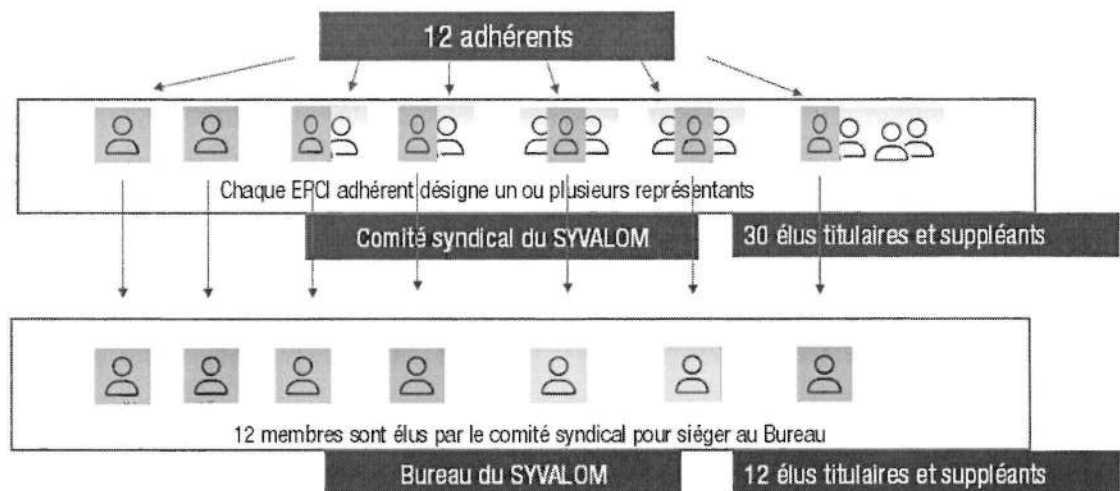 12 adhérents
Chaque EPCI adhérent désigne un ou plusieurs représentants
Comité syndical du SYVALOM
30 élus titulaires et suppléants
12 membres sont élus par le comité syndical pour siéger au Bureau
Bureau du SYVALOM
12 élus titulaires et suppléants